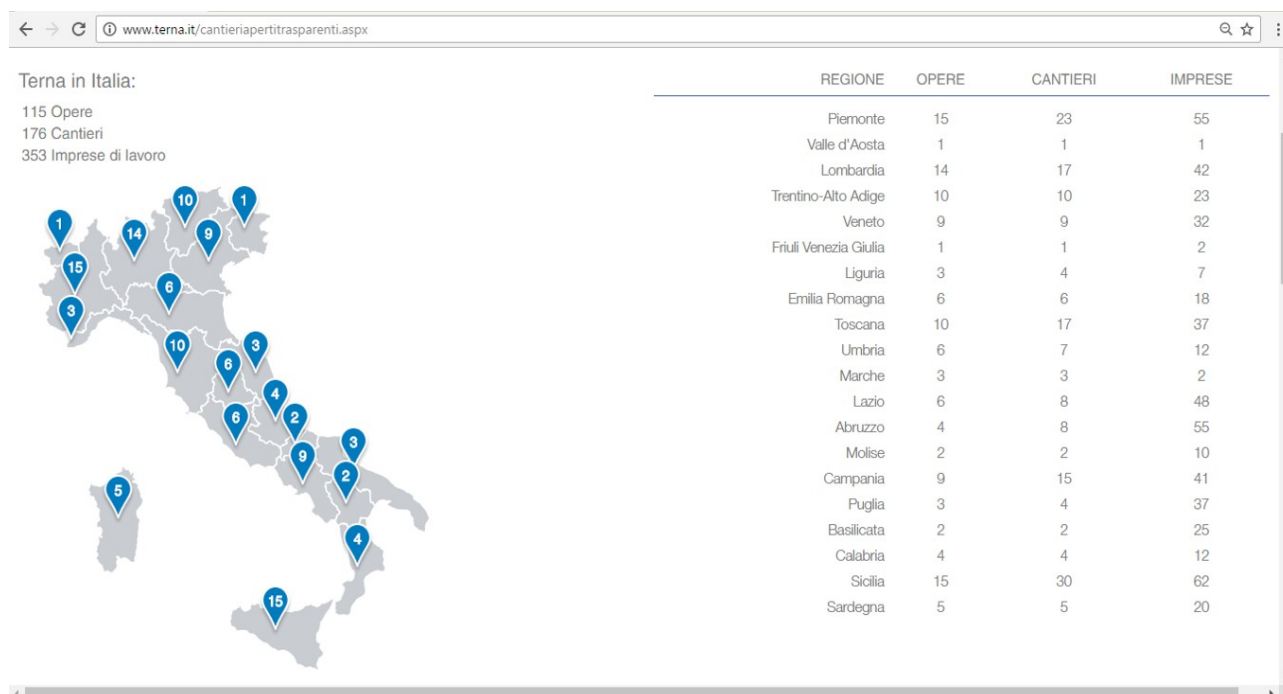 www.terna.it/cantieriapertitrasparenti.aspx
Terna in Italia:
115 Opere
176 Cantieri
353 Imprese di lavoro
10
1
1
14
9
15
6
3
10
3
6
4
6
2
9
3
2
5
4
15
REGIONE OPERE CANTIERI IMPRESE
Piemonte 15 23 55
Valle d'Aosta 1 1 1
Lombardia 14 17 42
Trentino-Alto Adige 10 10 23
Veneto 9 9 32
Friuli Venezia Giulia 1 1 2
Liguria 3 4 7
Emilia Romagna 6 6 18
Toscana 10 17 37
Umbria 6 7 12
Marche 3 3 2
Lazio 6 8 48
Abruzzo 4 8 55
Molise 2 2 10
Campania 9 15 41
Puglia 3 4 37
Basilicata 2 2 25
Calabria 4 4 12
Sicilia 15 30 62
Sardegna 5 5 20